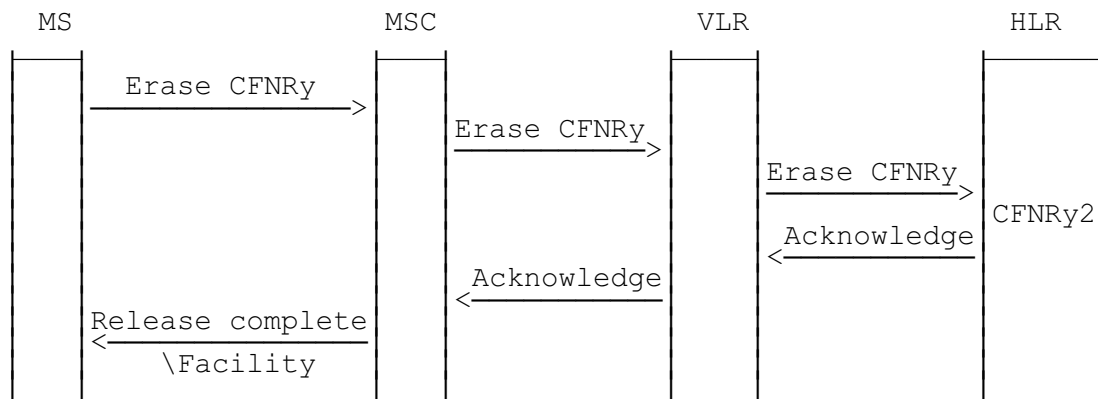 MS MSC VLR HLR
Erase CFNRy
Erase CFNRy
Erase CFNRy
CFNRy2
Acknowledge
Acknowledge
Release complete
\Facility